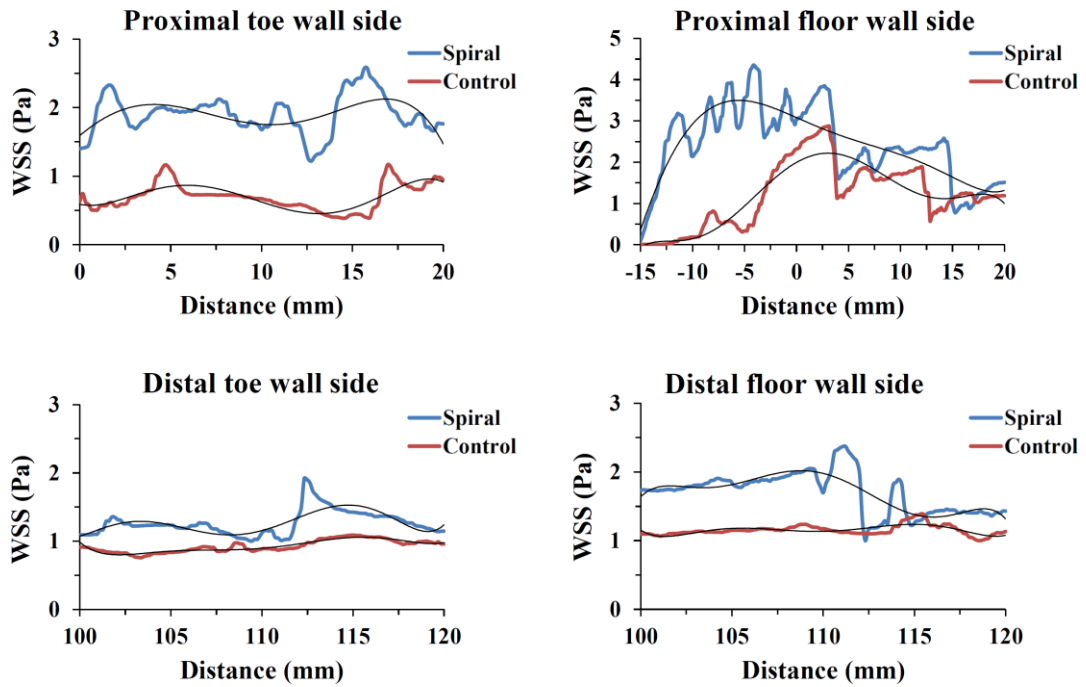 Proximal toe wall side
3
2
1
0
WSS (Pa)
Spiral
Control
0 5 10 15 20
Distance (mm)
Proximal floor wall side
5
4
3
2
1
0
WSS (Pa)
Spiral
Control
-15 -10 -5 0 5 10 15 20
Distance (mm)
Distal toe wall side
3
2
1
0
WSS (Pa)
Spiral
Control
100 105 110 115 120
Distance (mm)
Distal floor wall side
3
2
1
0
WSS (Pa)
Spiral
Control
100 105 110 115 120
Distance (mm)